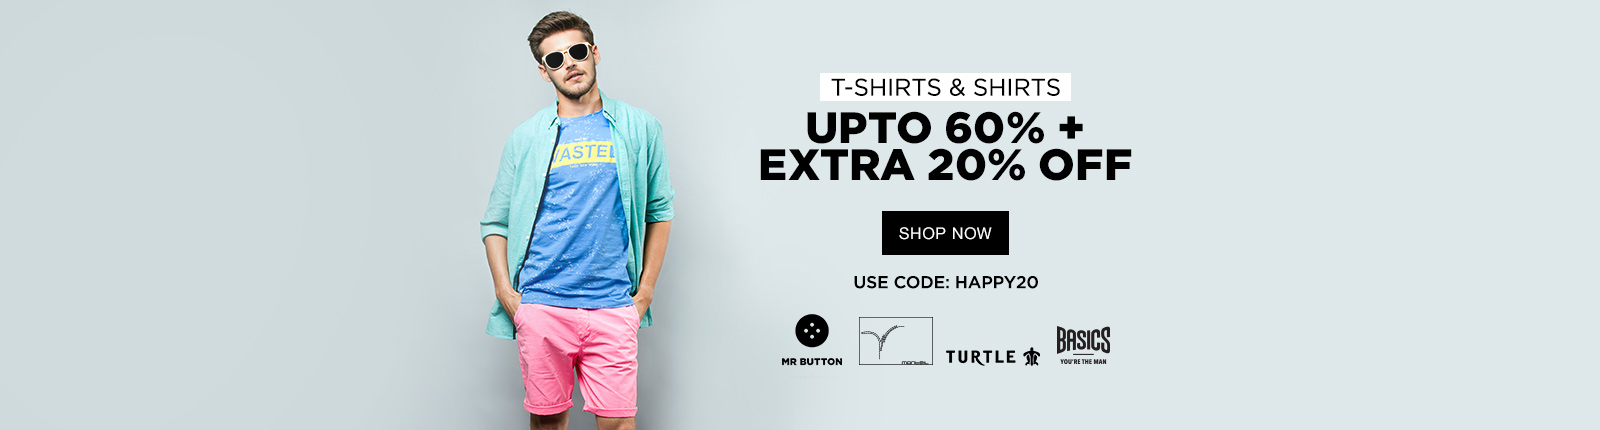 T-SHIRTS & SHIRTS
UPTO 60% +
EXTRA 20% OFF
SHOP NOW
USE CODE: HAPPY20
MR BUTTON
TURTLE
BASICS
YOU'RE THE MAN